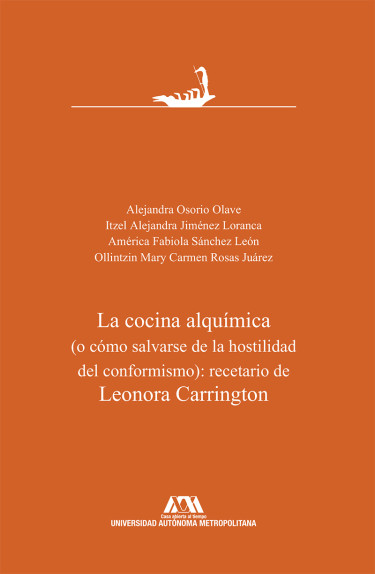 Alejandra Osorio Olave
Itzel Alejandra Jiménez Loranca
América Fabiola Sánchez León
Ollintzin Mary Carmen Rosas Juárez
La cocina alquímica
(o cómo salvarse de la hostilidad
del conformismo): recetario de
Leonora Carrington
Casa abierta al tiempo
UNIVERSIDAD AUTÓNOMA METROPOLITANA